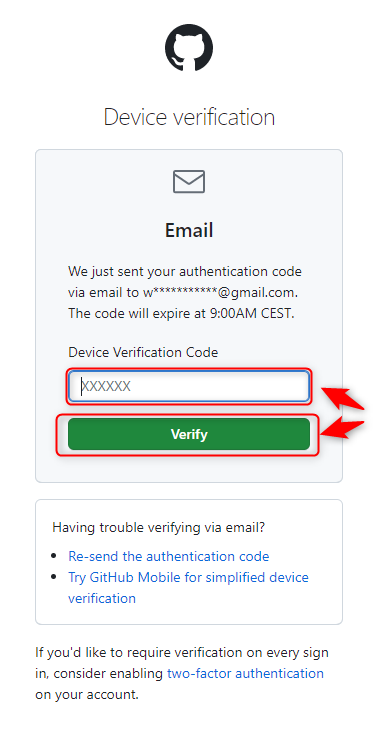 Device verification
Email
We just sent your authentication code
via email to w***********@gmail.com.
The code will expire at 9:00AM CEST.
Device Verification Code
XXXXXX
Verify
Having trouble verifying via email?
Re-send the authentication code
Try GitHub Mobile for simplified device
verification
If you'd like to require verification on every sign
in, consider enabling two-factor authentication
on your account.